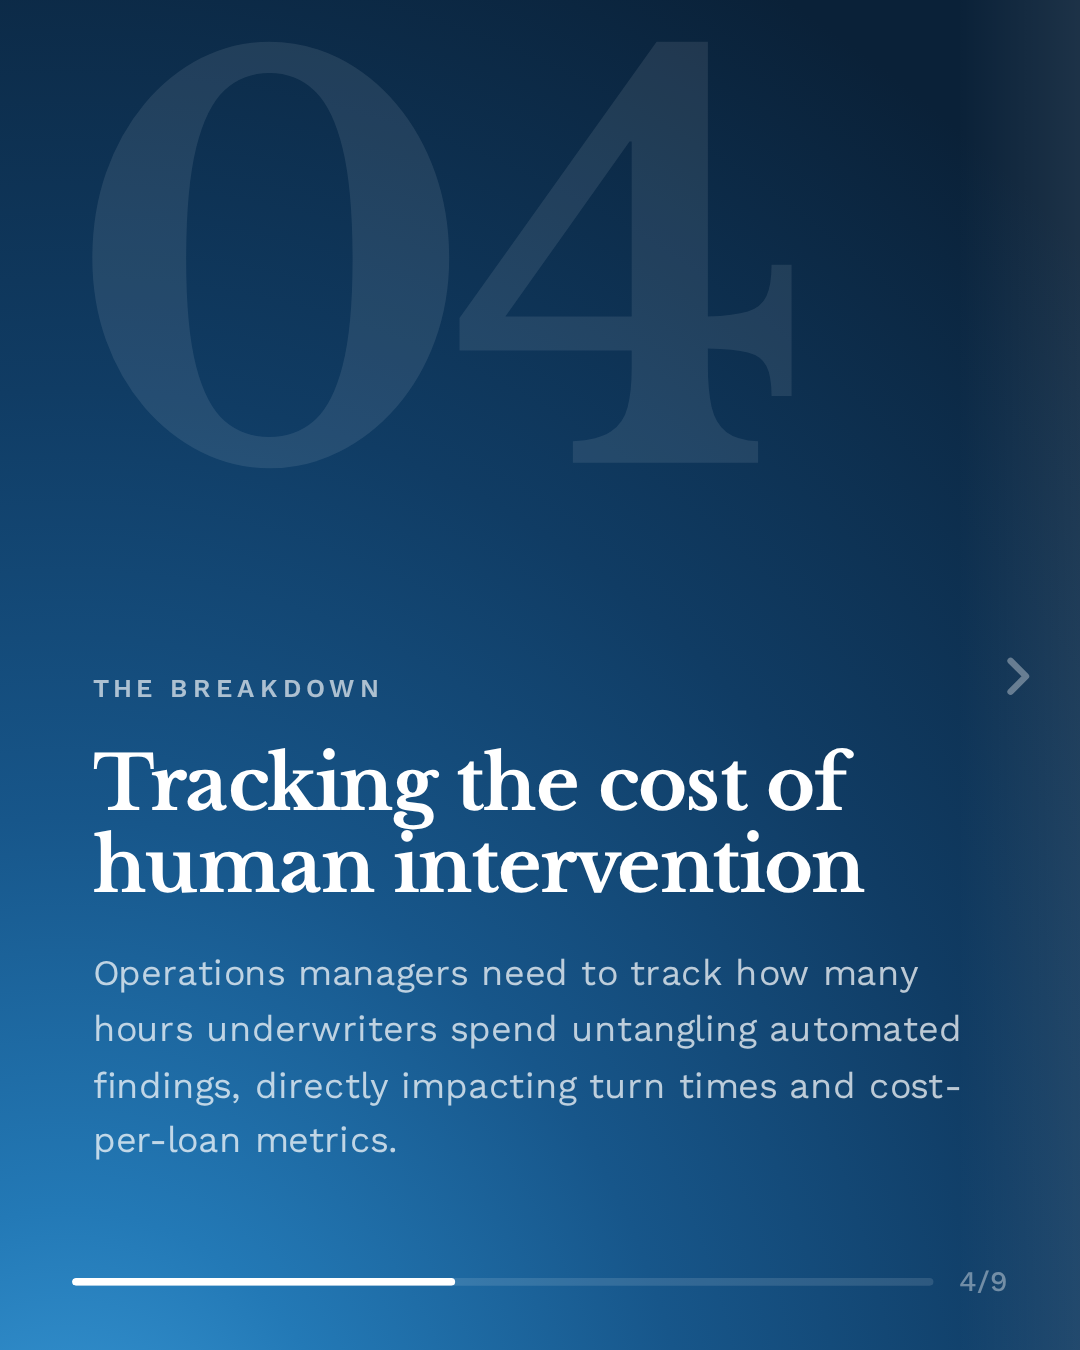 04
THE BREAKDOWN
Tracking the cost of
human intervention
Operations managers need to track how many
hours underwriters spend untangling automated
findings, directly impacting turn times and cost-
per-loan metrics.
4/9